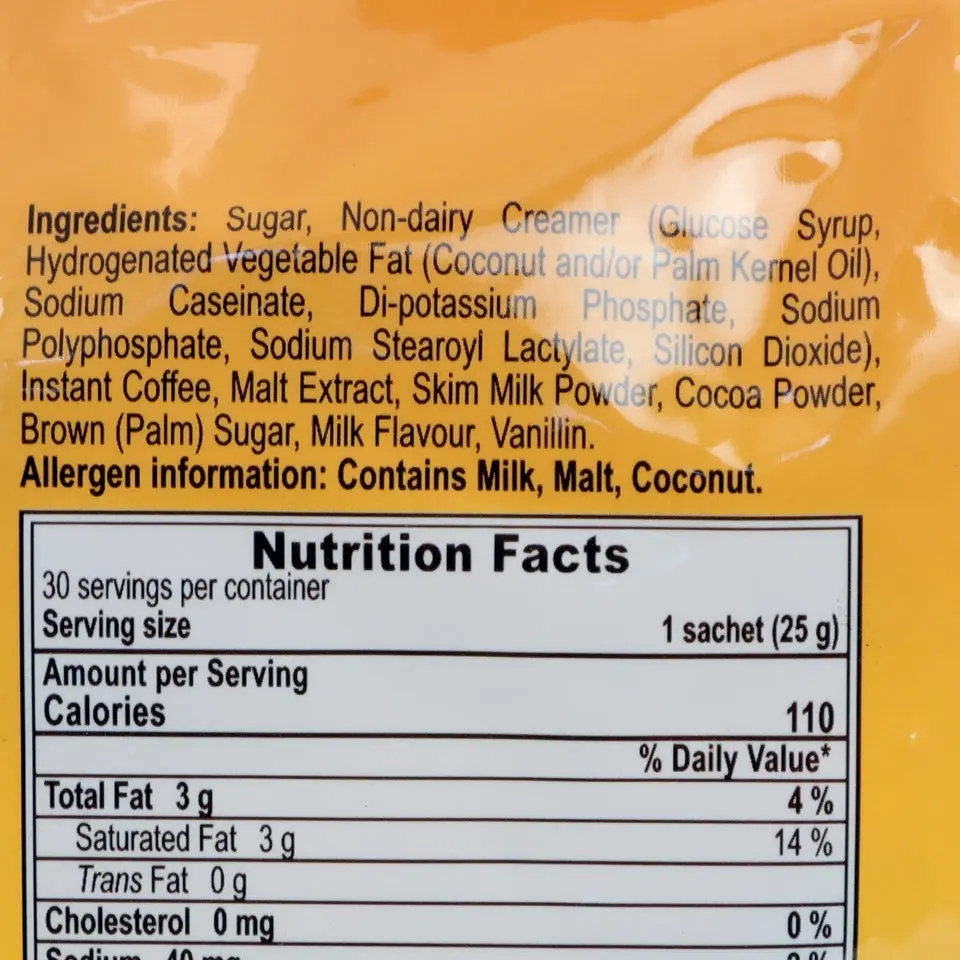 Ingredients: Sugar, Non-dairy Creamer (Glucose Syrup,
Hydrogenated Vegetable Fat (Coconut and/or Palm Kernel Oil),
Sodium Caseinate, Di-potassium Phosphate, Sodium
Polyphosphate, Sodium Stearoyl Lactylate, Silicon Dioxide),
Instant Coffee, Malt Extract, Skim Milk Powder, Cocoa Powder,
Brown (Palm) Sugar, Milk Flavour, Vanillin.
Allergen information: Contains Milk, Malt, Coconut.
Nutrition Facts
30 servings per container
Serving size 1 sachet (25 g)
Amount per Serving
Calories 110
% Daily Value*
Total Fat 3 g 4 %
Saturated Fat 3 g 14 %
Trans Fat 0 g
Cholesterol 0 mg 0 %
Sodium 40 mg